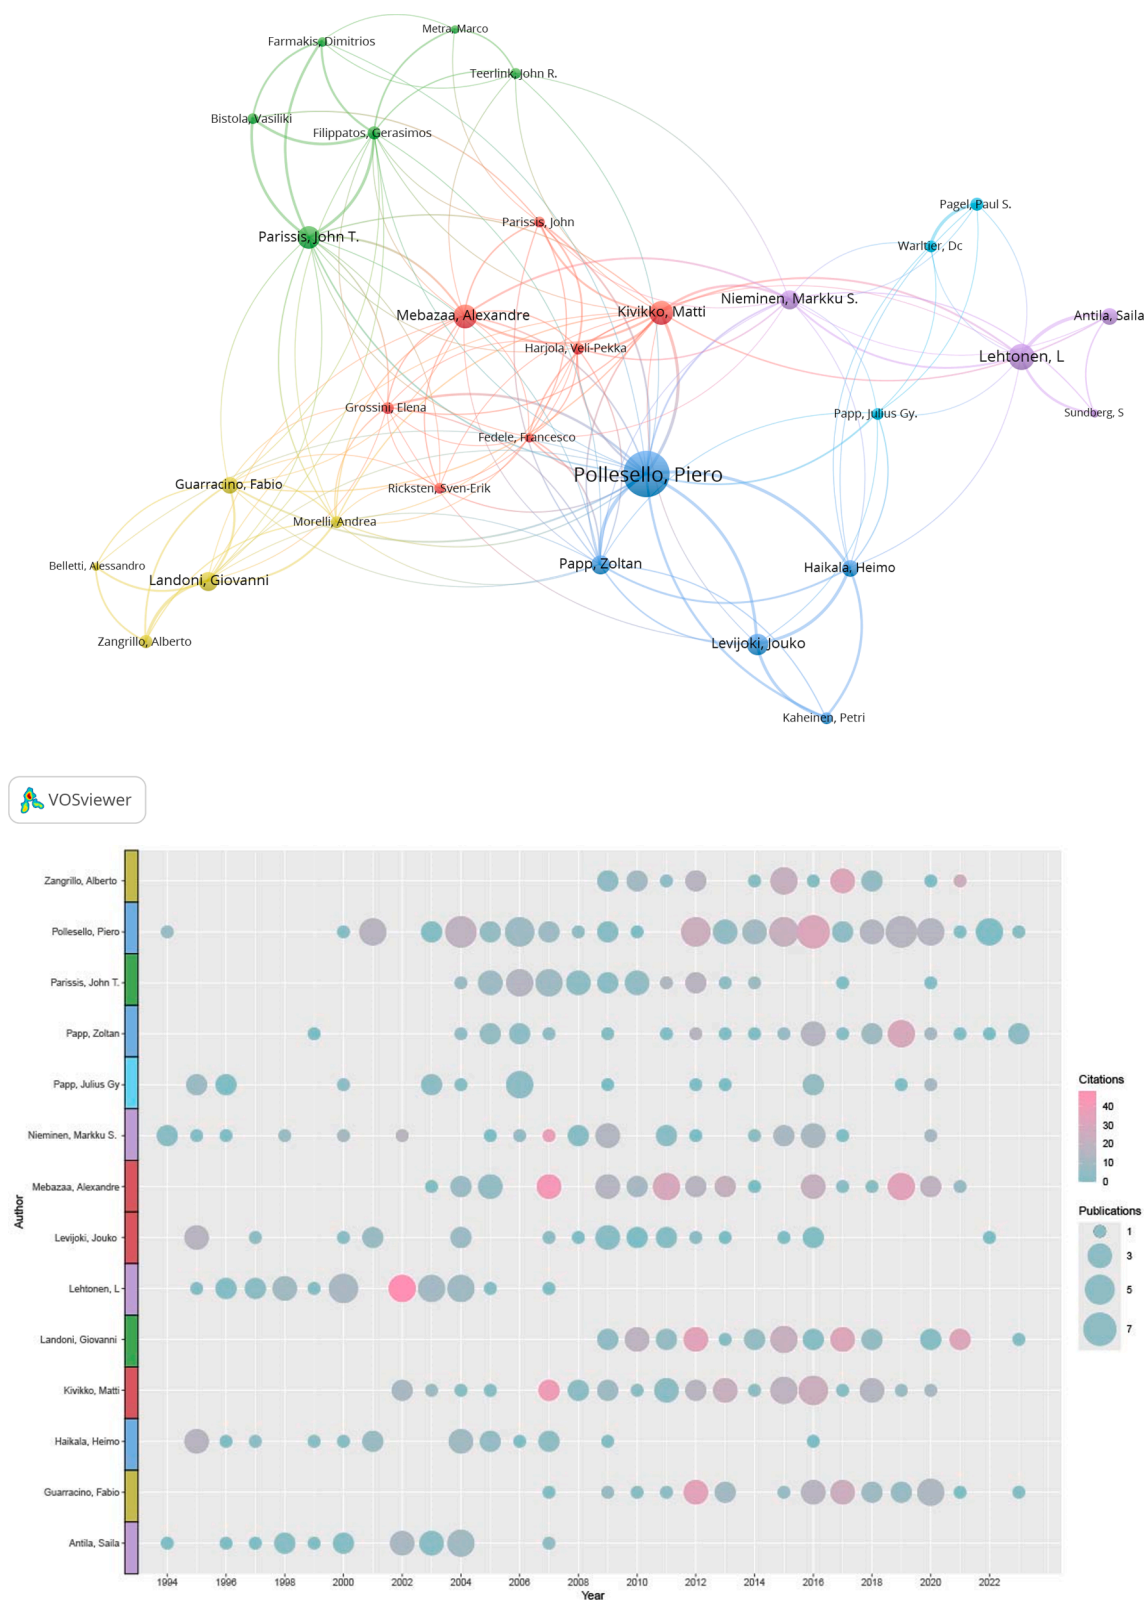 Metra, Marco
Farmakis, Dimitrios
Teerlink, John R.
Bistola, Vasiliki
Filippatos, Gerasimos
Pagel, Paul S.
Parissis, John
Parissis, John T.
Warltier, Dc
Nieminen, Markku S.
Kivikko, Matti
Mebazaa, Alexandre
Antila, Saila
Harjola, Veli-Pekka
Lehtonen, L
Grossini, Elena
Papp, Julius Gy.
Sundberg, S
Fedele, Francesco
Pollesello, Piero
Guarracino, Fabio
Ricksten, Sven-Erik
Morelli, Andrea
Belletti, Alessandro
Papp, Zoltan
Haikala, Heimo
Landoni, Giovanni
Zangrillo, Alberto
Levijoki, Jouko
Kaheinen, Petri
VOSviewer
Zangrillo, Alberto
Pollesello, Piero
Parissis, John T.
Papp, Zoltan
Papp, Julius Gy
Nieminen, Markku S.
Mebazaa, Alexandre
Levijoki, Jouko
Lehtonen, L
Landoni, Giovanni
Kivikko, Matti
Haikala, Heimo
Guarracino, Fabio
Antila, Saila
Author
1994 1996 1998 2000 2002 2004 2006 2008 2010 2012 2014 2016 2018 2020 2022
Year
Citations
40
30
20
10
0
Publications
1
3
5
7